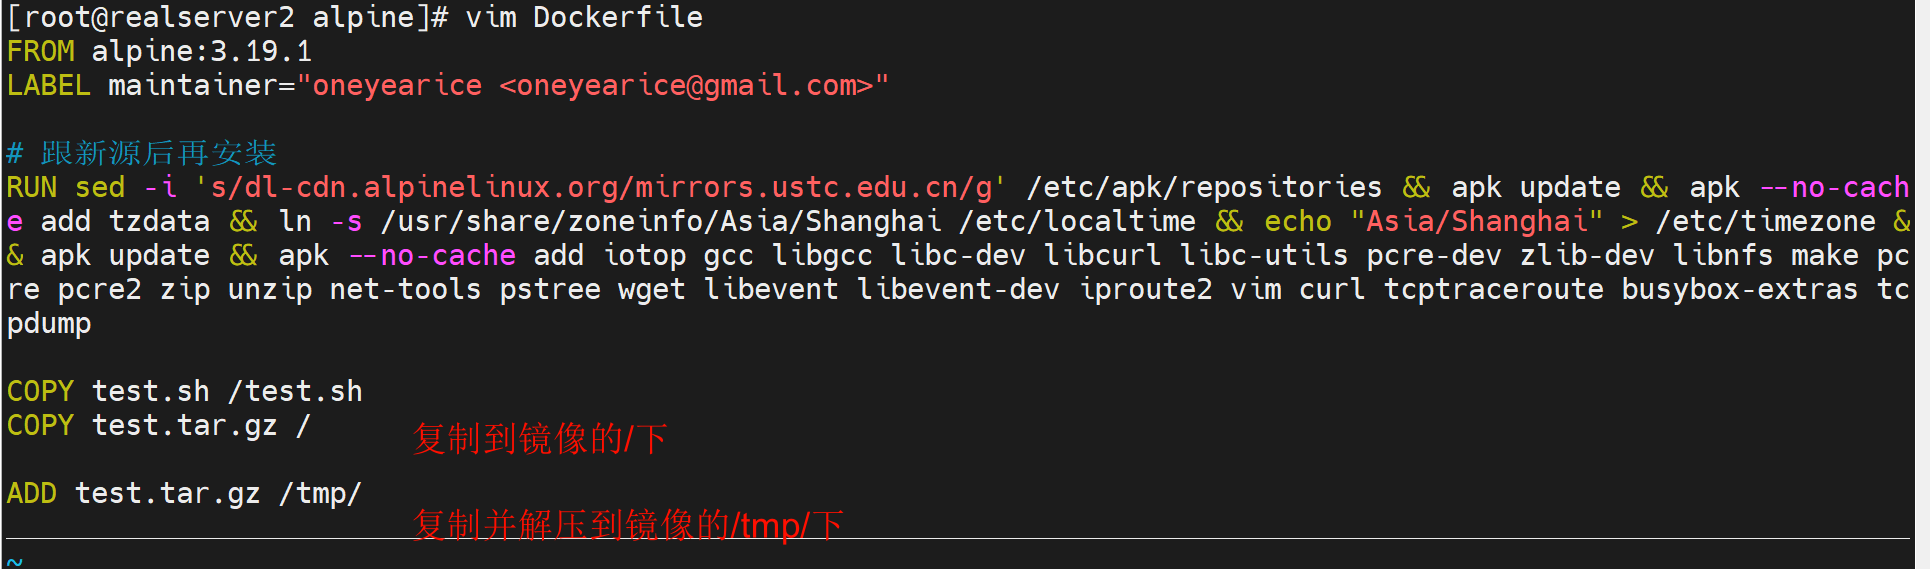 [root@realserver2 alpine]# vim Dockerfile
FROM alpine:3.19.1
LABEL maintainer="oneyearice <oneyearice@gmail.com>"
# 跟新源后再安装
RUN sed -i 's/dl-cdn.alpinelinux.org/mirrors.ustc.edu.cn/g' /etc/apk/repositories && apk update && apk --no-cach
e add tzdata && ln -s /usr/share/zoneinfo/Asia/Shanghai /etc/localtime && echo "Asia/Shanghai" > /etc/timezone &
& apk update && apk --no-cache add iotop gcc libgcc libc-dev libcurl libc-utils pcre-dev zlib-dev libnfs make pc
re pcre2 zip unzip net-tools pstree wget libevent libevent-dev iproute2 vim curl tcptraceroute busybox-extras tc
pdump
COPY test.sh /test.sh
COPY test.tar.gz /
复制到镜像的/下
ADD test.tar.gz /tmp/
复制并解压到镜像的/tmp/下
~